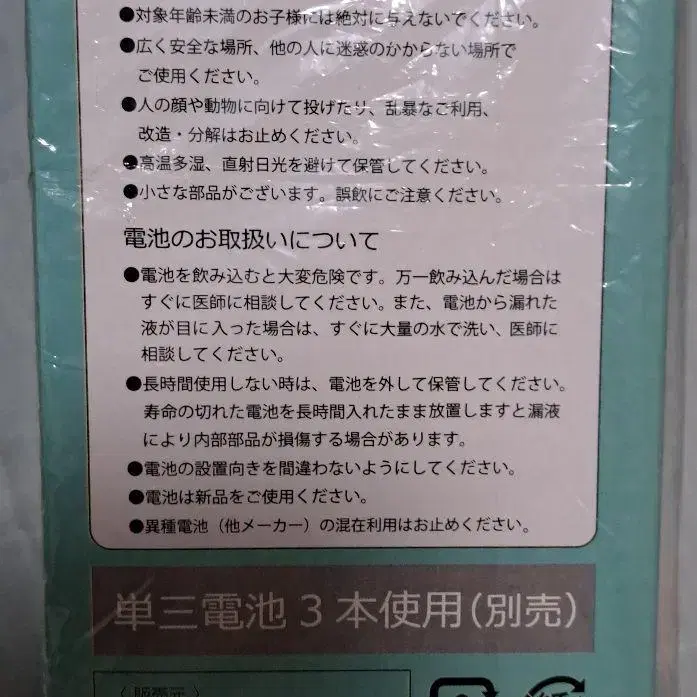 ●対象年齢未満のお子様には絶対に与えないでください。
●広く安全な場所、他の人に迷惑のかからない場所で
ご使用ください。
●人の顔や動物に向けて投げたり、乱暴なご利用、
改造・分解はお止めください。
●高温多湿、直射日光を避けて保管してください。
●小さな部品がございます。誤飲にご注意ください。
電池のお取扱いについて
●電池を飲み込むと大変危険です。万一飲み込んだ場合は
すぐに医師に相談してください。また、電池から漏れた
液が目に入った場合は、すぐに大量の水で洗い、医師に
相談してください。
●長時間使用しない時は、電池を外して保管してください。
寿命の切れた電池を長時間入れたまま放置しますと漏液
により内部部品が損傷する場合があります。
●電池の設置向きを間違わないようにしてください。
●電池は新品をご使用ください。
●異種電池（他メーカー）の混在利用はお止めください。
単三電池3本使用(別売)